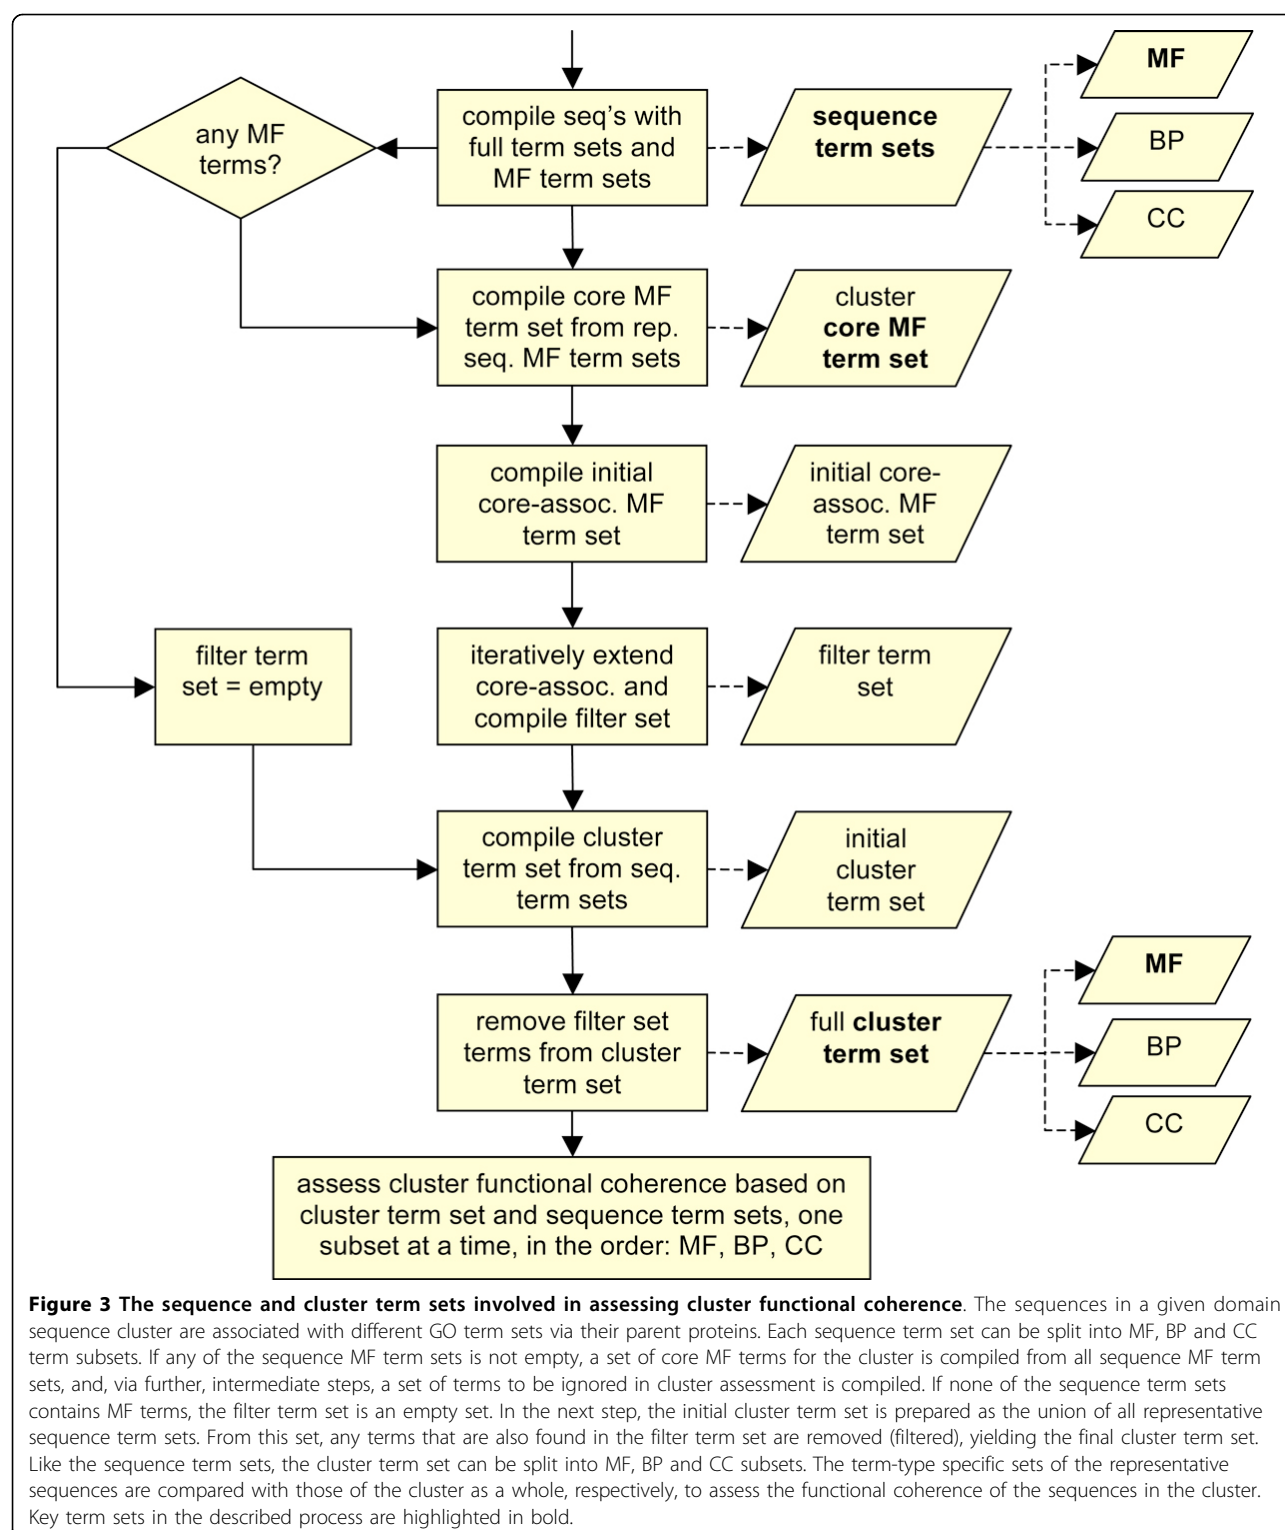 any MF
terms?
compile seq's with
full term sets and
MF term sets
sequence
term sets
MF
BP
CC
compile core MF
term set from rep.
seq. MF term sets
cluster
core MF
term set
compile initial
core-assoc. MF
term set
initial core-
assoc. MF
term set
filter term
set = empty
iteratively extend
core-assoc. and
compile filter set
filter term
set
compile cluster
term set from seq.
term sets
initial
cluster
term set
remove filter set
terms from cluster
term set
full cluster
term set
MF
BP
CC
assess cluster functional coherence based on
cluster term set and sequence term sets, one
subset at a time, in the order: MF, BP, CC
Figure 3 The sequence and cluster term sets involved in assessing cluster functional coherence. The sequences in a given domain
sequence cluster are associated with different GO term sets via their parent proteins. Each sequence term set can be split into MF, BP and CC
term subsets. If any of the sequence MF term sets is not empty, a set of core MF terms for the cluster is compiled from all sequence MF term
sets, and, via further, intermediate steps, a set of terms to be ignored in cluster assessment is compiled. If none of the sequence term sets
contains MF terms, the filter term set is an empty set. In the next step, the initial cluster term set is prepared as the union of all representative
sequence term sets. From this set, any terms that are also found in the filter term set are removed (filtered), yielding the final cluster term set.
Like the sequence term sets, the cluster term set can be split into MF, BP and CC subsets. The term-type specific sets of the representative
sequences are compared with those of the cluster as a whole, respectively, to assess the functional coherence of the sequences in the cluster.
Key term sets in the described process are highlighted in bold.